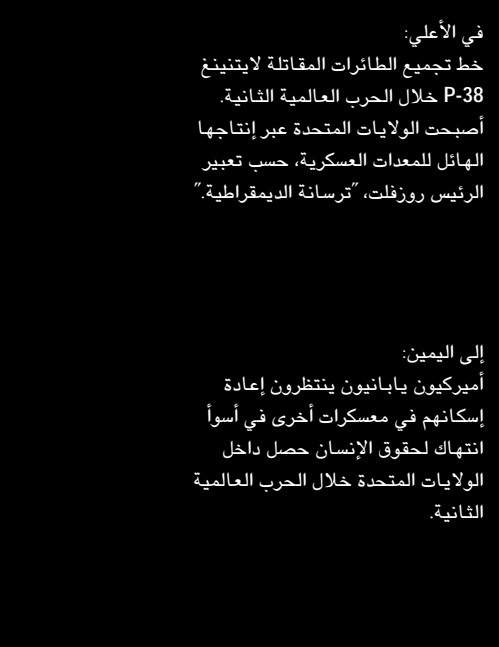 في الأعلي:
خط تجميع الطائرات المقاتلة لايتنينغ
P-38 خلال الحرب العالمية الثانية.
أصبحت الولايات المتحدة عبر إنتاجها
الهائل للمعدات العسكرية، حسب تعبير
الرئيس روزفلت، "ترسانة الديمقراطية."
إلى اليمين:
أميركيون يابانيون ينتظرون إعادة
إسكانهم في معسكرات أخرى في أسوأ
انتهاك لحقوق الإنسان حصل داخل
الولايات المتحدة خلال الحرب العالمية
الثانية.